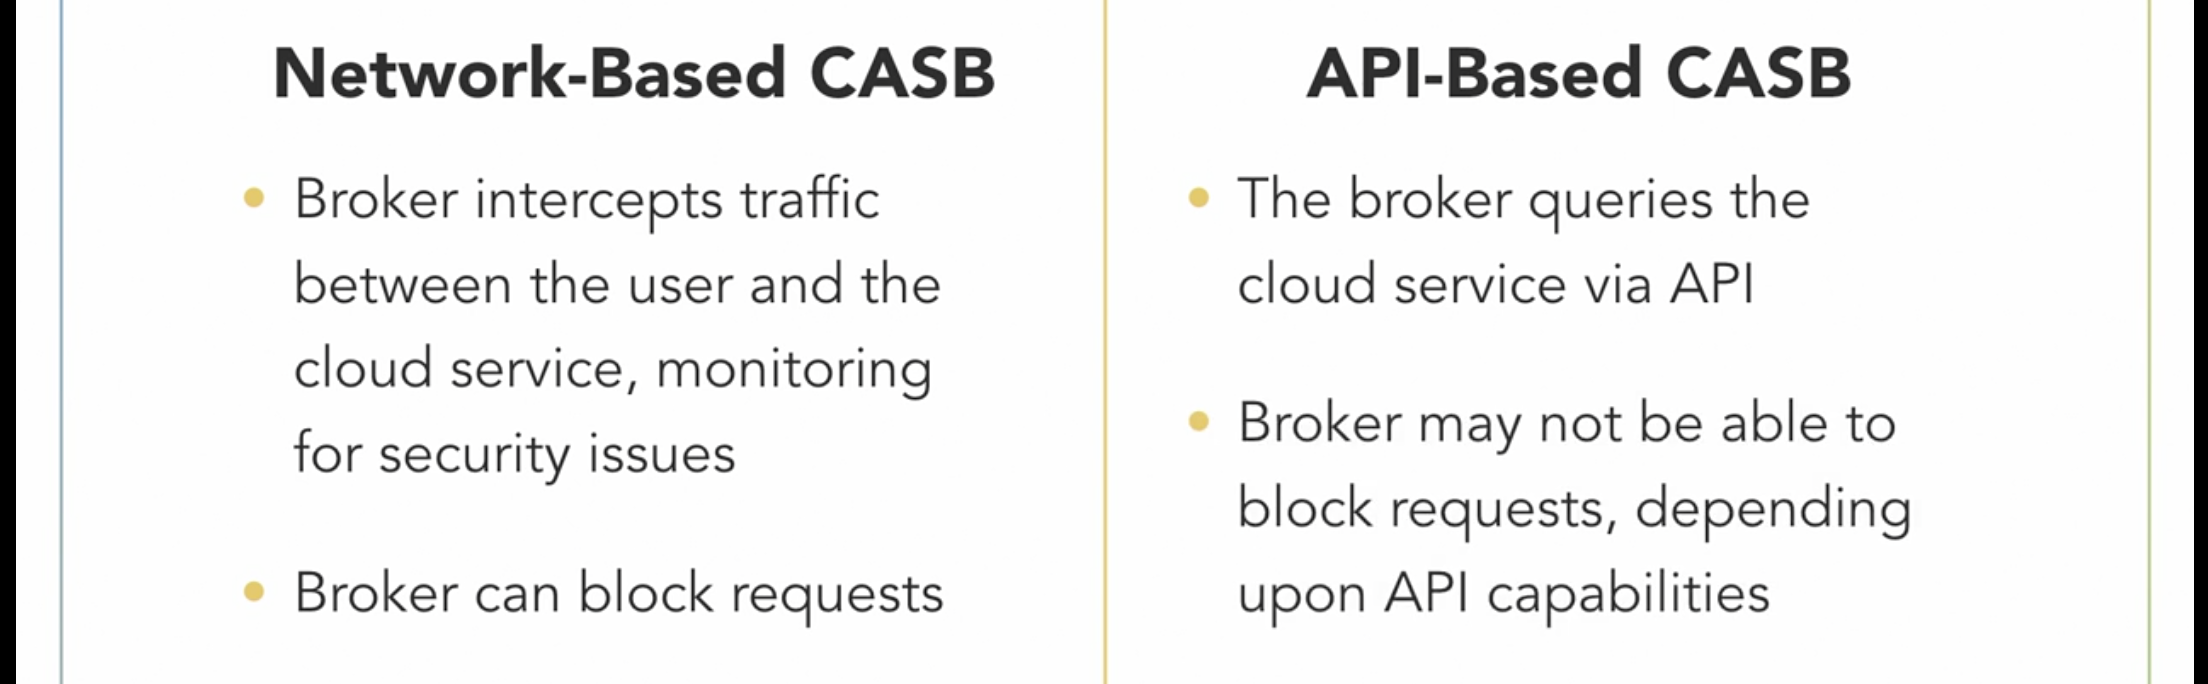 Network-Based CASB
• Broker intercepts traffic
between the user and the
cloud service, monitoring
for security issues
• Broker can block requests
API-Based CASB
• The broker queries the
cloud service via API
• Broker may not be able to
block requests, depending
upon API capabilities